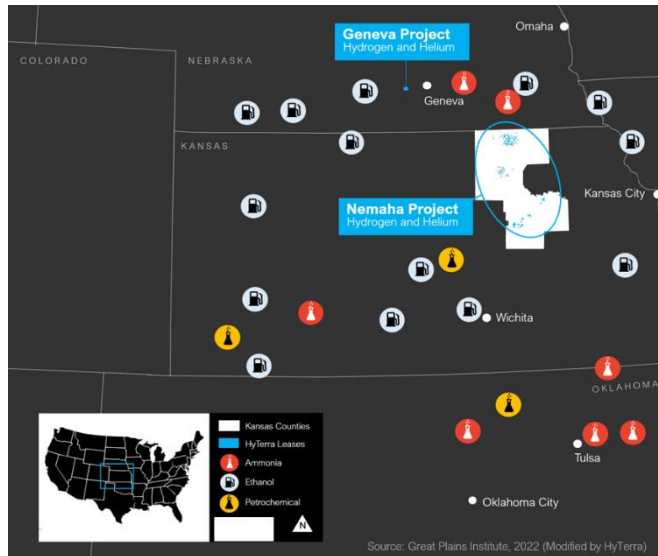 Geneva Project
Hydrogen and Helium
Omaha
COLORADO
NEBRASKA
Geneva
KANSAS
Kansas City
Nemaha Project
Hydrogen and Helium
Wichita
OKLAHOMA
Tulsa
Oklahoma City
Kansas Counties
HyTerra Leases
Ammonia
Ethanol
Petrochemical
N
Source: Great Plains Institute, 2022 (Modified by HyTerra)